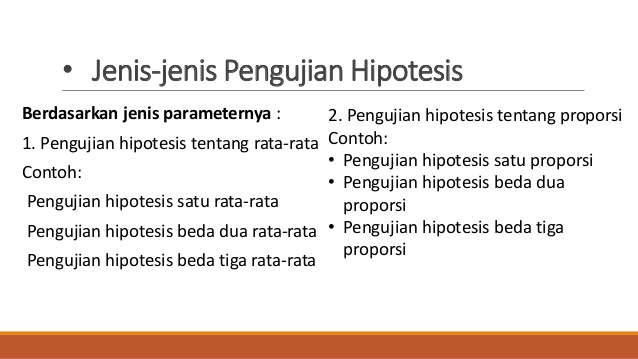 • Jenis-jenis Pengujian Hipotesis
Berdasarkan jenis parameternya :
1. Pengujian hipotesis tentang rata-rata
Contoh:
Pengujian hipotesis satu rata-rata
Pengujian hipotesis beda dua rata-rata
Pengujian hipotesis beda tiga rata-rata
2. Pengujian hipotesis tentang proporsi
Contoh:
• Pengujian hipotesis satu proporsi
• Pengujian hipotesis beda dua
proporsi
• Pengujian hipotesis beda tiga
proporsi